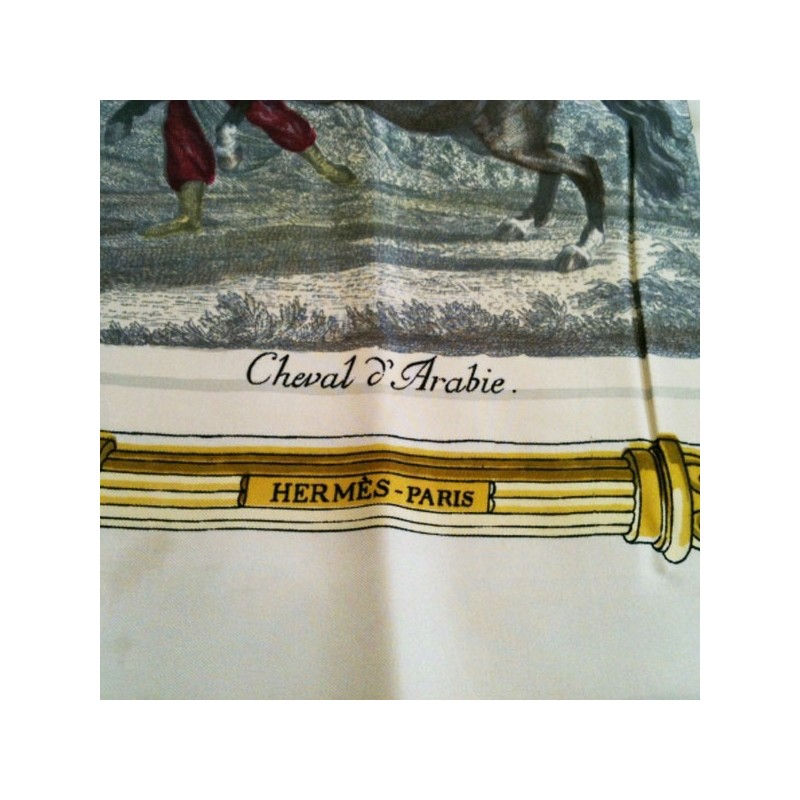 Cheval d'Arabie.
HERMÈS-PARIS